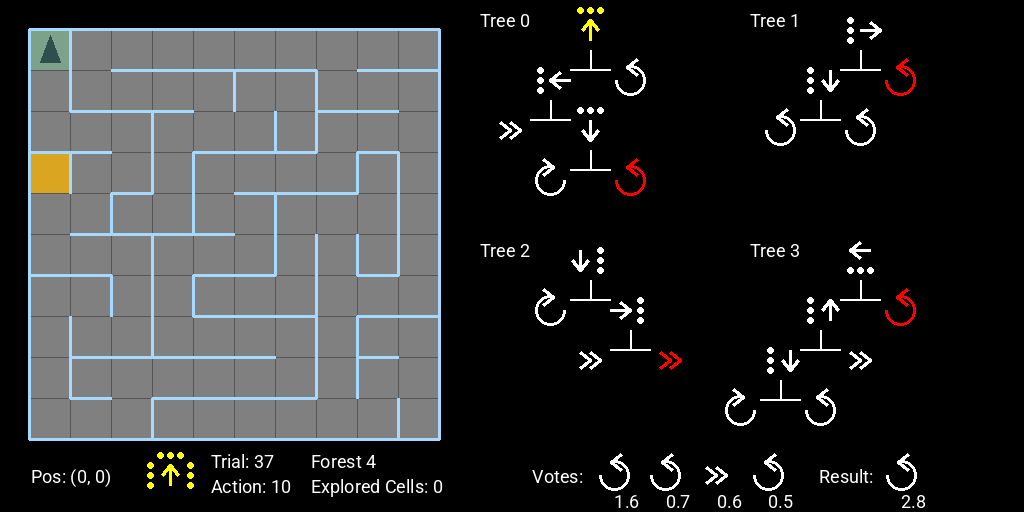 Tree 0
Tree 1
Tree 2
Tree 3
Pos: (0, 0)
Trial: 37
Forest 4
Action: 10
Explored Cells: 0
Votes:
1.6
0.7
0.6
0.5
Result:
2.8